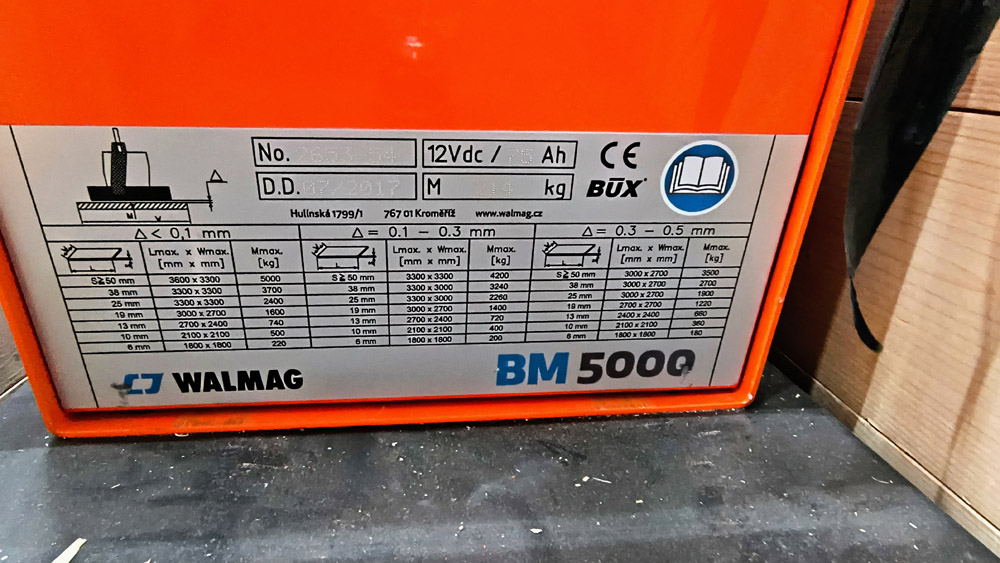 No.
12Vdc / 75 Ah
CE
D.D. 07/2017
M kg
BŪX
Hulínská 1799/1 767 01 Kroměříž www.walmag.cz
Δ< 0,1 mm Δ= 0.1 - 0.3 mm Δ= 0.3 - 0.5 mm
Lmax. x Wmax. [mm x mm] Mmax. [kg] Lmax. x Wmax. [mm x mm] Mmax. [kg] Lmax. x Wmax. [mm x mm] Mmax. [kg]
S≧50 mm 3600 x 3300 5000 S≧50 mm 3300 x 3300 4200 S≧50 mm 3000 x 2700 3500
38 mm 3300 x 3300 3700 38 mm 3300 x 3000 3240 38 mm 3000 x 2700 2700
25 mm 3300 x 3300 2400 25 mm 3300 x 3000 2260 25 mm 3000 x 2700 1900
19 mm 3000 x 2700 1600 19 mm 3000 x 2700 1400 19 mm 2700 x 2700 1220
13 mm 2700 x 2400 740 13 mm 2700 x 2400 720 13 mm 2400 x 2400 660
10 mm 2100 x 2100 500 10 mm 2100 x 2100 400 10 mm 2100 x 2100 360
6 mm 1800 x 1800 220 6 mm 1800 x 1800 200 6 mm 1800 x 1800 180
WALMAG
BM 5000